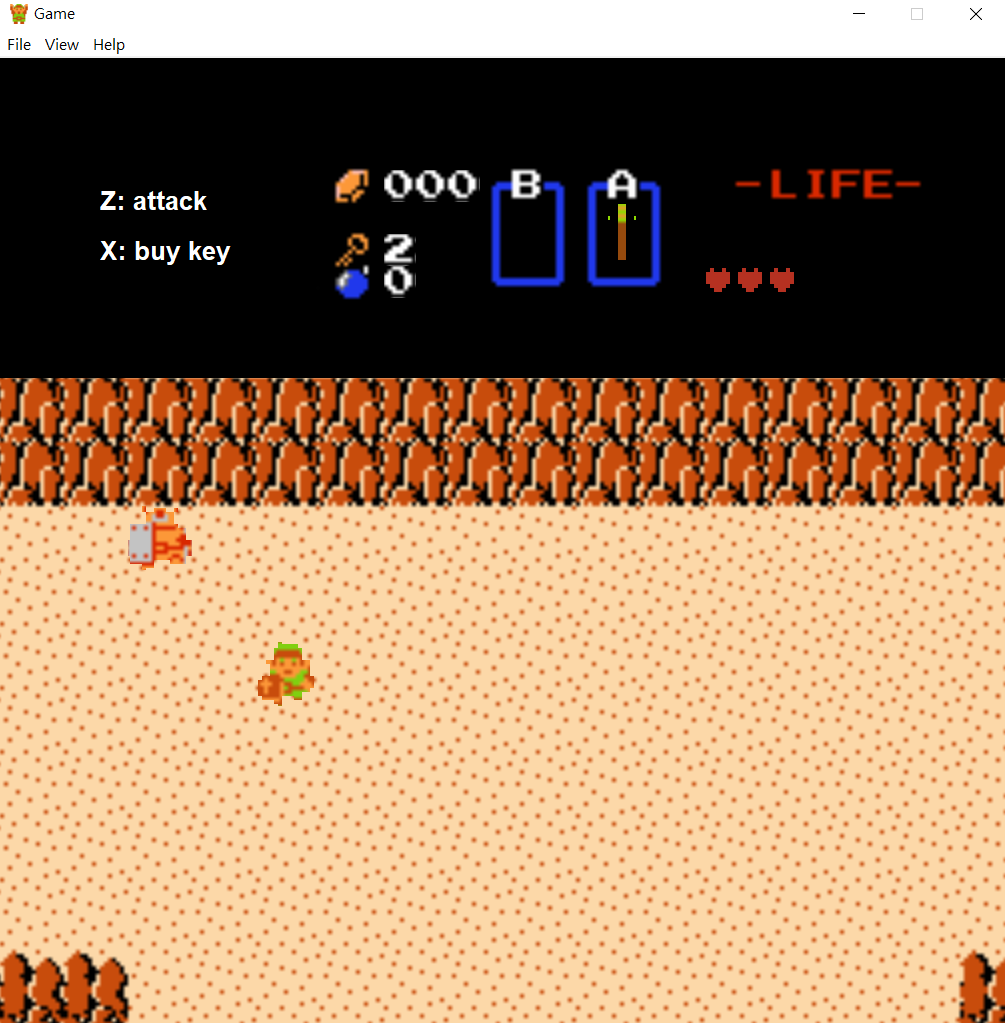 Game
File View Help
Z: attack
X: buy key
000
2
0
B
A
-LIFE-